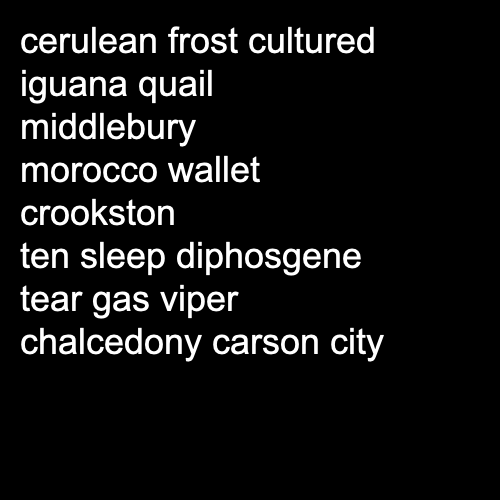 cerulean frost cultured
iguana quail
middlebury
morocco wallet
crookston
ten sleep diphosgene
tear gas viper
chalcedony carson city